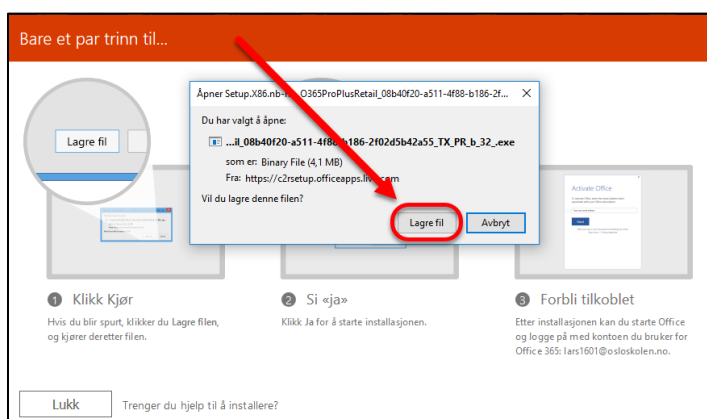 Bare et par trinn til...
Åpner Setup.X86.nb-
O365ProPlusRetail_08b40f20-a511-4f88-b186-2f...
Du har valgt å åpne:
...il_08b40f20-a511-4f88-b186-2f02d5b42a55_TX_PR_b_32_.exe
som er: Binary File (4,1 MB)
Fra: https://c2rsetup.officeapps.live.com
Vil du lagre denne filen?
Lagre fil
Avbryt
Lagre fil
Activate Office
1 Klikk Kjør
Hvis du blir spurt, klikker du Lagre filen,
og kjører deretter filen.
2 Si «ja»
Klikk Ja for å starte installasjonen.
3 Forbli tilkoblet
Etter installasjonen kan du starte Office
og logge på med kontoen du bruker for
Office 365: lars1601@osloskolen.no.
Lukk
Trenger du hjelp til å installere?